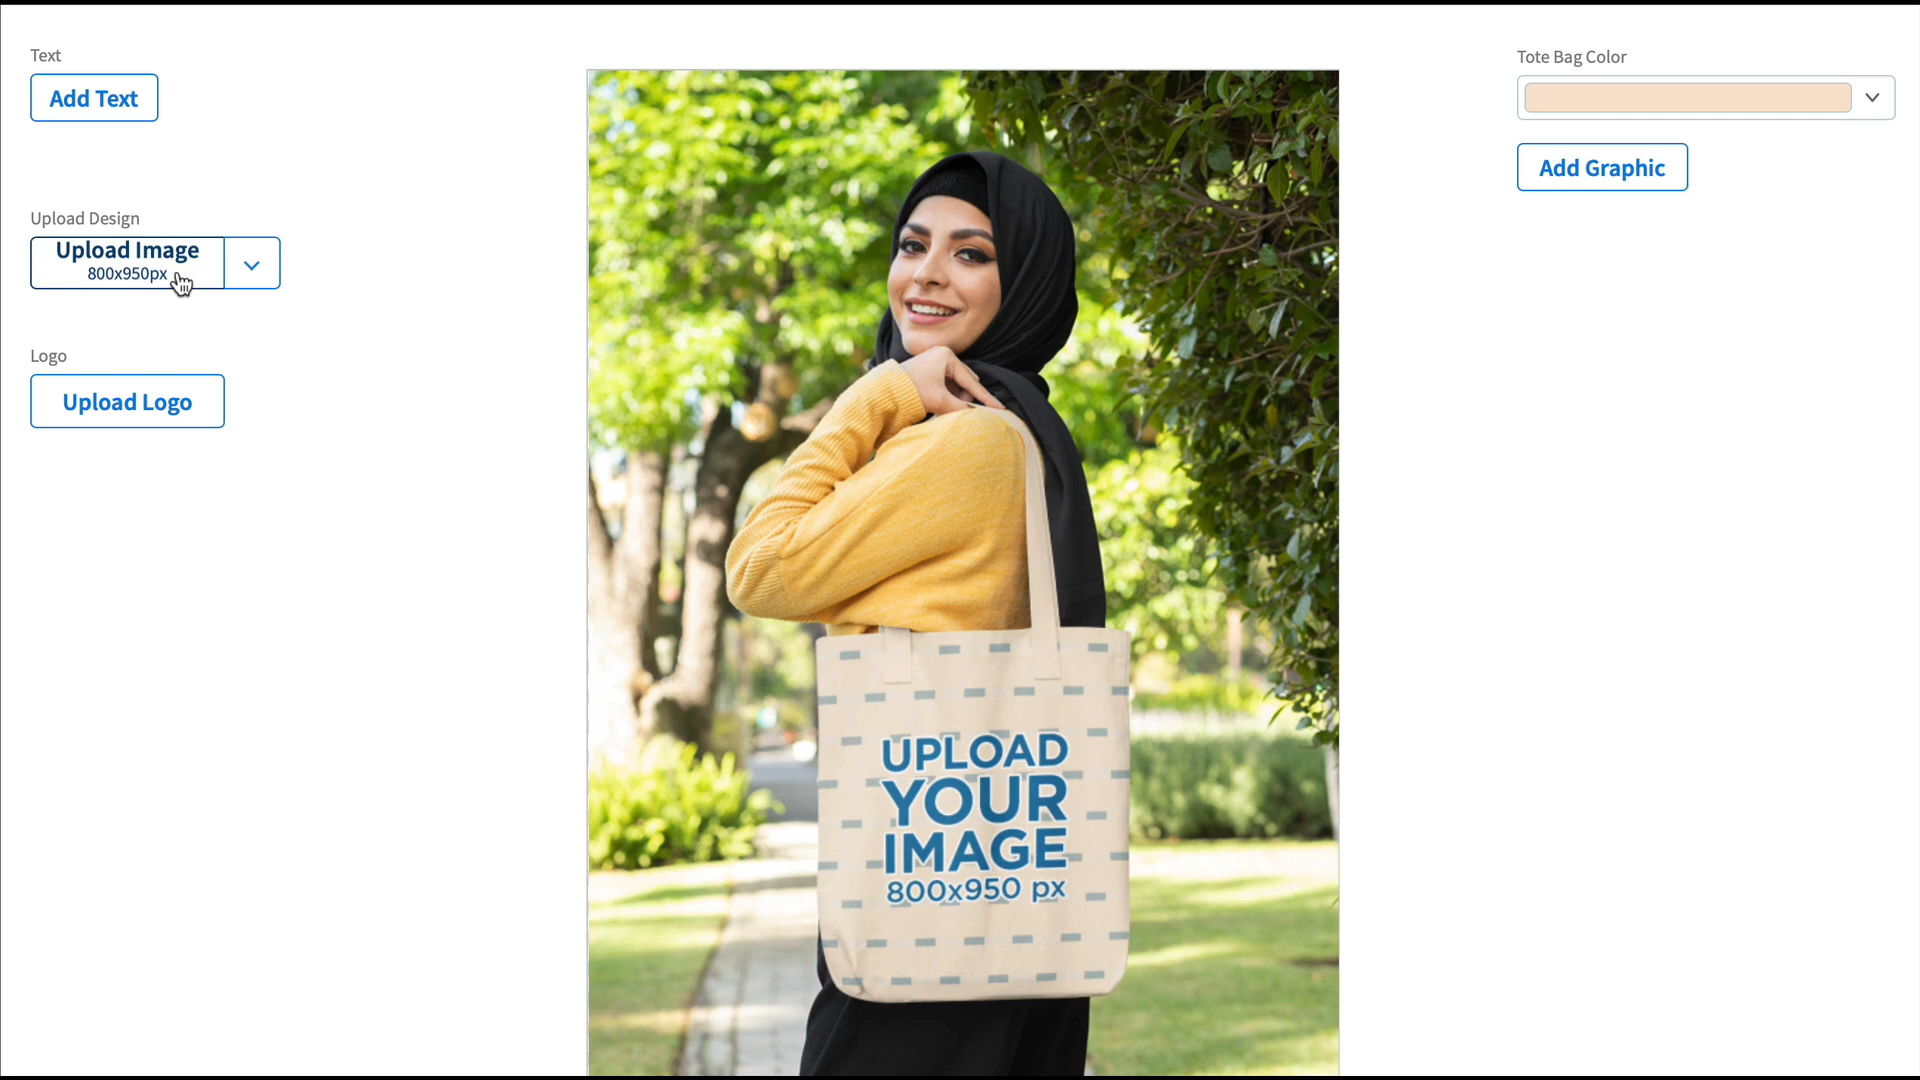 Text
Add Text
Upload Design
Upload Image
800x950px
Logo
Upload Logo
UPLOAD
YOUR
IMAGE
800x950 px
Tote Bag Color
Add Graphic